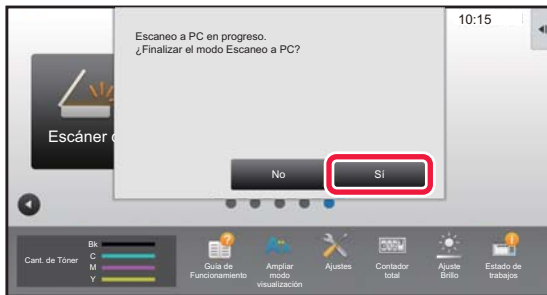 10:15
Escaneo a PC en progreso.
¿Finalizar el modo Escaneo a PC?
Escáner
No
Sí
Cant. de Tóner
Bk
C
M
Y
Guía de
Funcionamiento
Ampliar
modo
visualización
Ajustes
Contador
total
Ajuste
Brillo
Estado de
trabajos